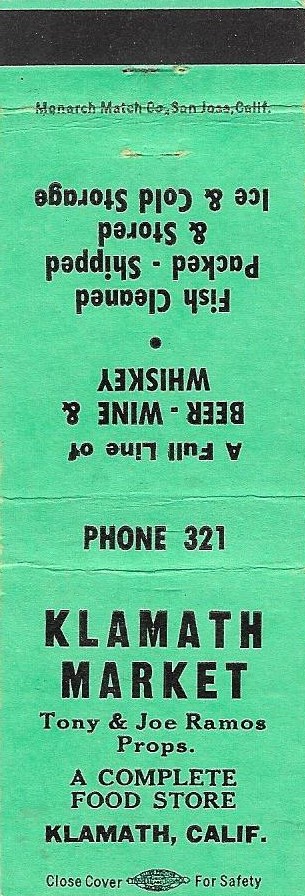 Monarch Match Co., San Jose, Calif.
A Full Line of
BEER - WINE &
WHISKEY
•
Fish Cleaned
Packed - Shipped
& Stored
Ice & Cold Storage
PHONE 321
KLAMATH
MARKET
Tony & Joe Ramos
Props.
A COMPLETE
FOOD STORE
KLAMATH, CALIF.
Close Cover For Safety